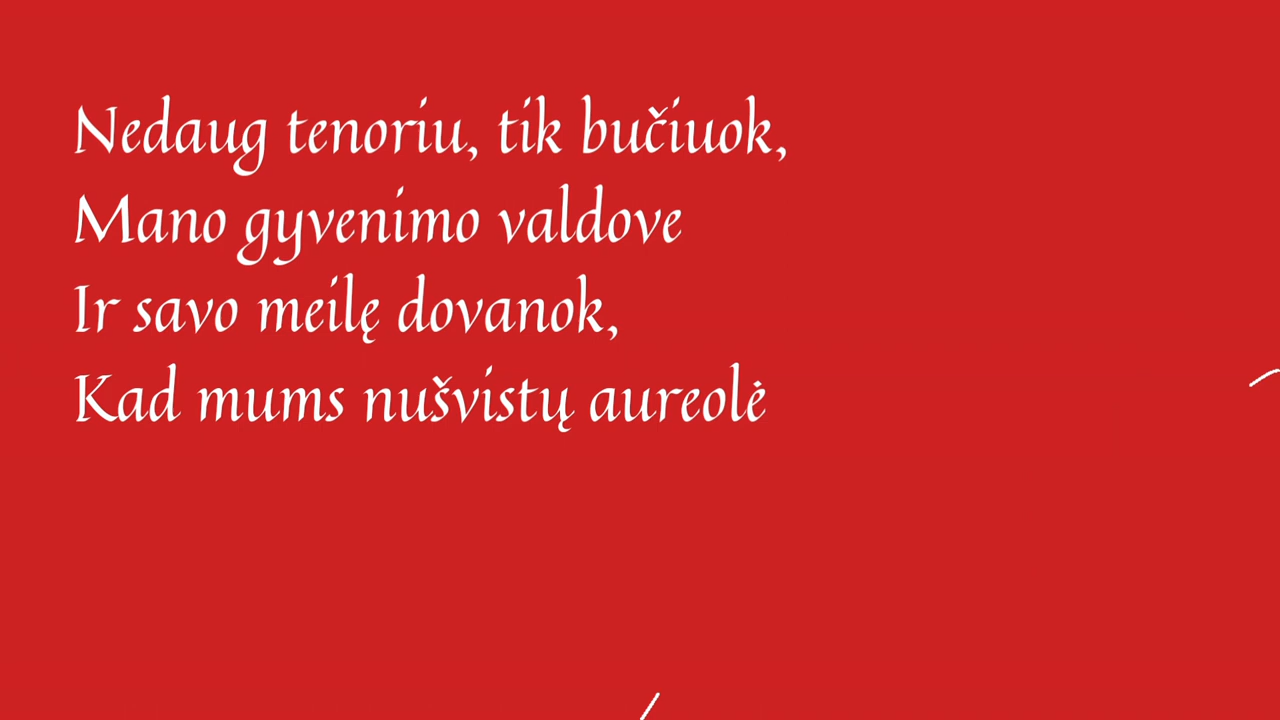 Nedaug tenoriu, tik bučiuok,
Mano gyvenimo valdove
Ir savo meilę dovanok,
Kad mums nušvistų aureolė